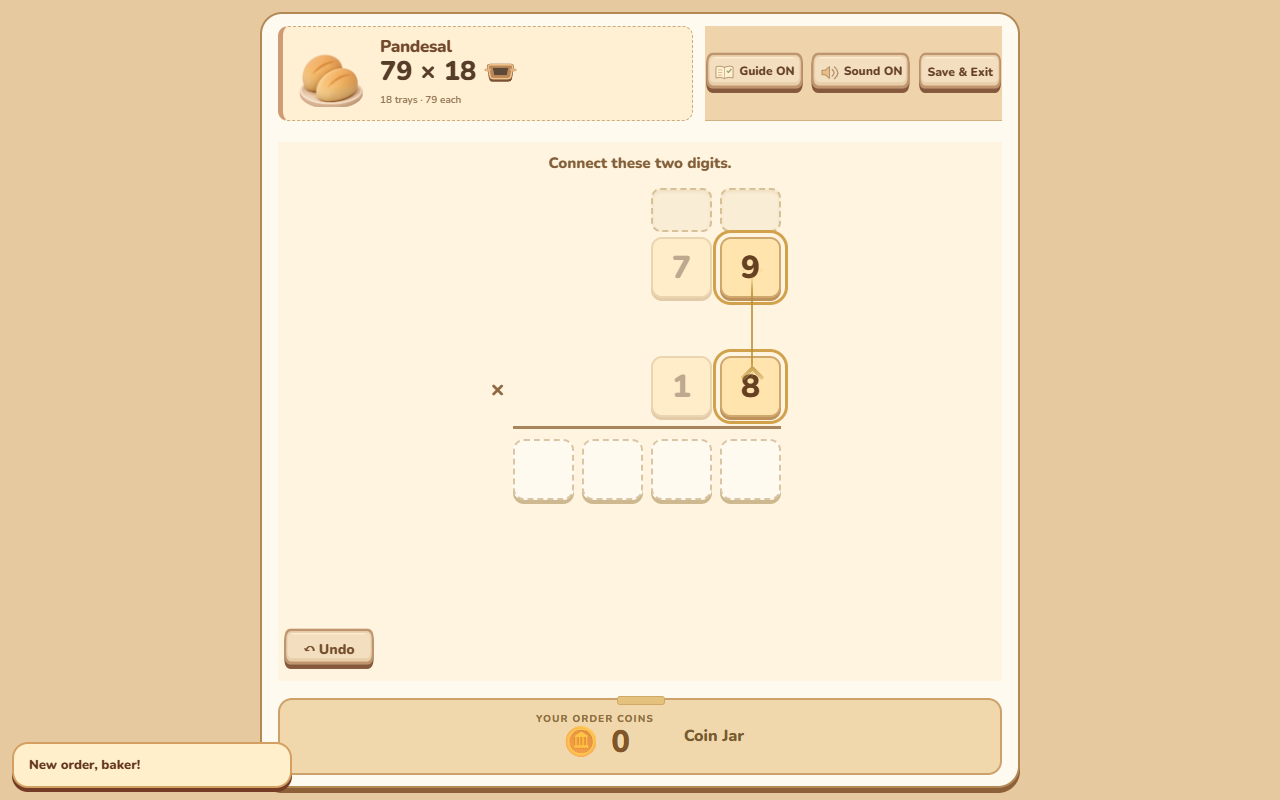 Pandesal
79 × 18
18 trays · 79 each
Guide ON
Sound ON
Save & Exit
Connect these two digits.
7 9
× 1 8
Undo
YOUR ORDER COINS
0
Coin Jar
New order, baker!